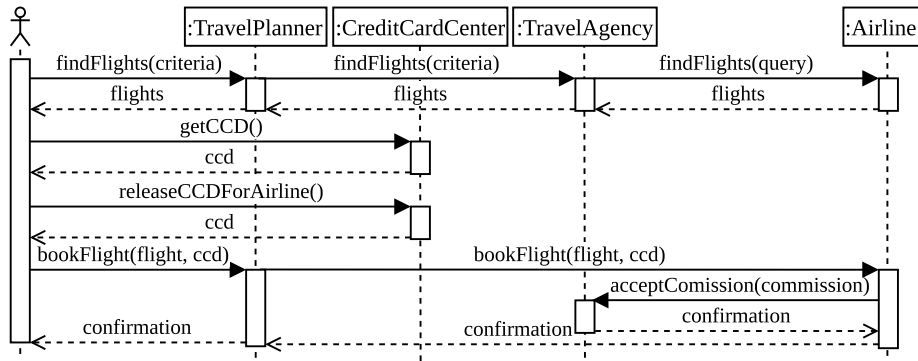 :TravelPlanner :CreditCardCenter :TravelAgency :Airline
findFlights(criteria) findFlights(criteria) findFlights(query)
flights flights flights
getCCD()
ccd
releaseCCDForAirline()
ccd
bookFlight(flight, ccd) bookFlight(flight, ccd)
acceptComission(commission)
confirmation
confirmation confirmation